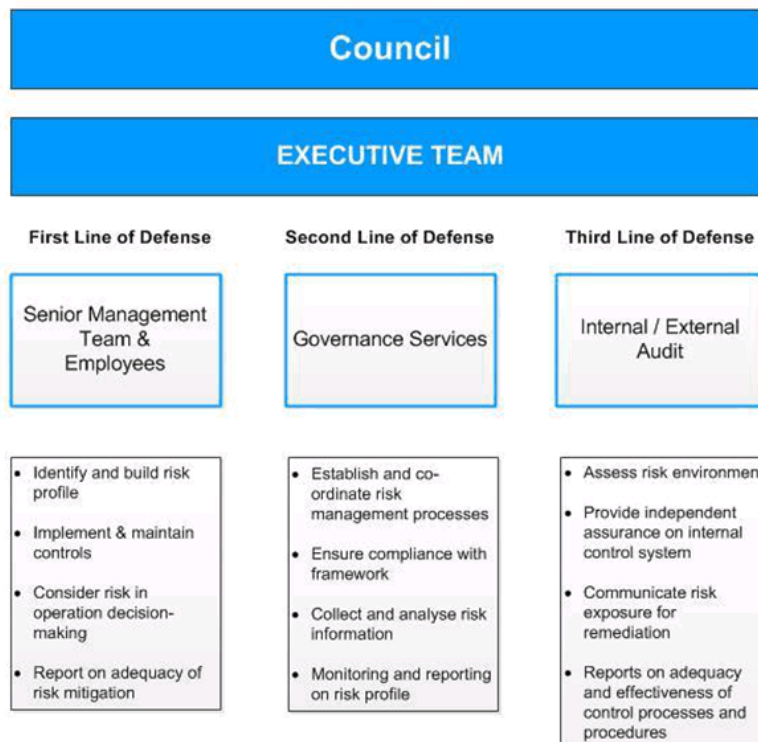 Council
EXECUTIVE TEAM
First Line of Defense
Second Line of Defense
Third Line of Defense
Senior Management
Team &
Employees
Governance Services
Internal / External
Audit
• Identify and build risk
profile
• Implement & maintain
controls
• Consider risk in
operation decision-
making
• Report on adequacy of
risk mitigation
• Establish and co-
ordinate risk
management processes
• Ensure compliance with
framework
• Collect and analyse risk
information
• Monitoring and reporting
on risk profile
• Assess risk environmen
• Provide independent
assurance on internal
control system
• Communicate risk
exposure for
remediation
• Reports on adequacy
and effectiveness of
control processes and
procedures